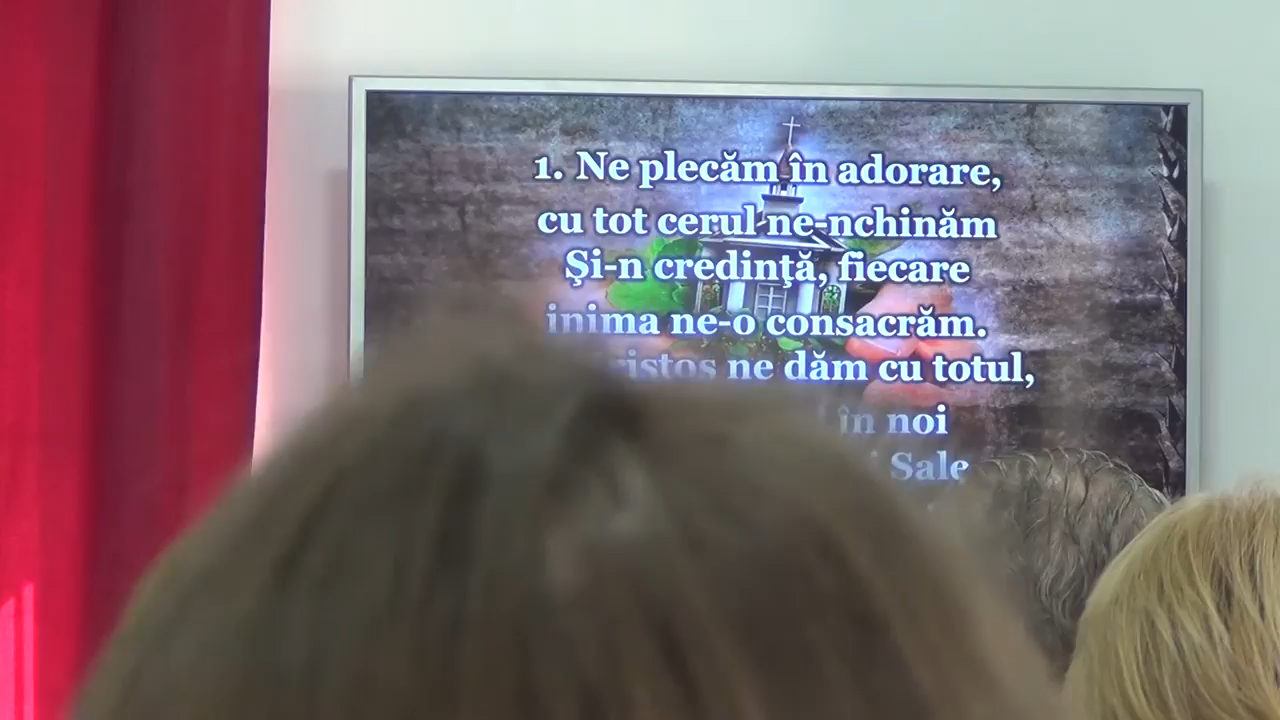 1. Ne plecăm în adorare,
cu tot cerul ne-nchinăm
Şi-n credinţă, fiecare
inima ne-o consacrăm.
ne dăm cu totul,
în noi
Sale